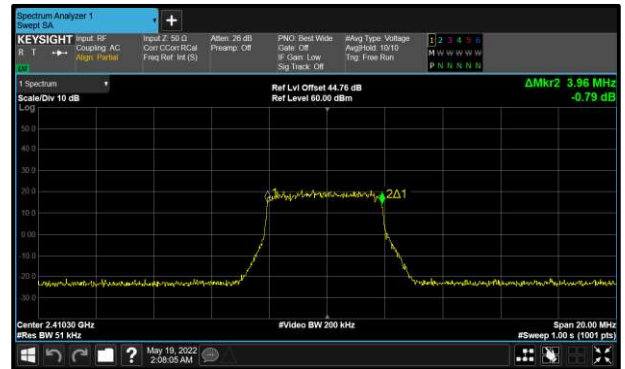 Spectrum Analyzer 1
Swept SA
+
KEYSIGHT Input: RF Input Z: 50 Ω Atten: 26 dB PNO: Best Wide #Avg Type: Voltage 1 2 3 4 5 6
R T Coupling: AC Corr CCorr RCal Preamp: Off Gate: Off Avg|Hold: 10/10 M W W W W W
Align: Partial Freq Ref: Int (S) IF Gain: Low Trig: Free Run
Sig Track: Off P N N N N N
LXI
1 Spectrum Ref Lvl Offset 44.76 dB ΔMkr2 3.96 MHz
Scale/Div 10 dB Ref Level 60.00 dBm -0.79 dB
Log
50.0
40.0
30.0
1 2Δ1
10.0
0.00
-10.0
-20.0
-30.0
Center 2.41030 GHz #Video BW 200 kHz Span 20.00 MHz
#Res BW 51 kHz #Sweep 1.00 s (1001 pts)
? May 19, 2022
2:08:05 AM